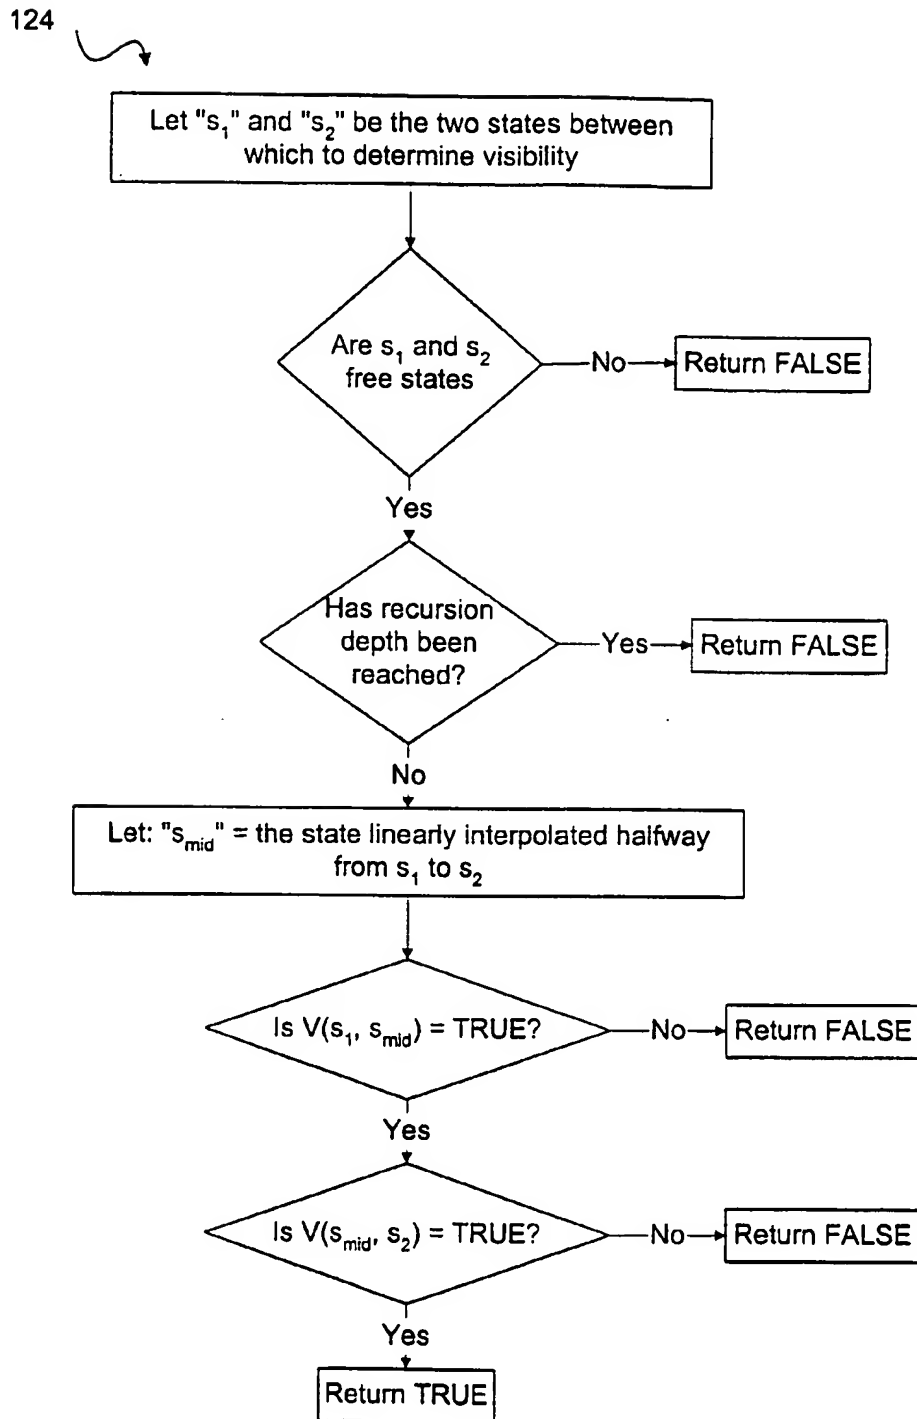 124
Let "s₁" and "s₂" be the two states between
which to determine visibility
Are s₁ and s₂
free states
No
Return FALSE
Yes
Has recursion
depth been
reached?
Yes
Return FALSE
No
Let: "s_mid" = the state linearly interpolated halfway
from s₁ to s₂
Is V(s₁, s_mid) = TRUE?
No
Return FALSE
Yes
Is V(s_mid, s₂) = TRUE?
No
Return FALSE
Yes
Return TRUE